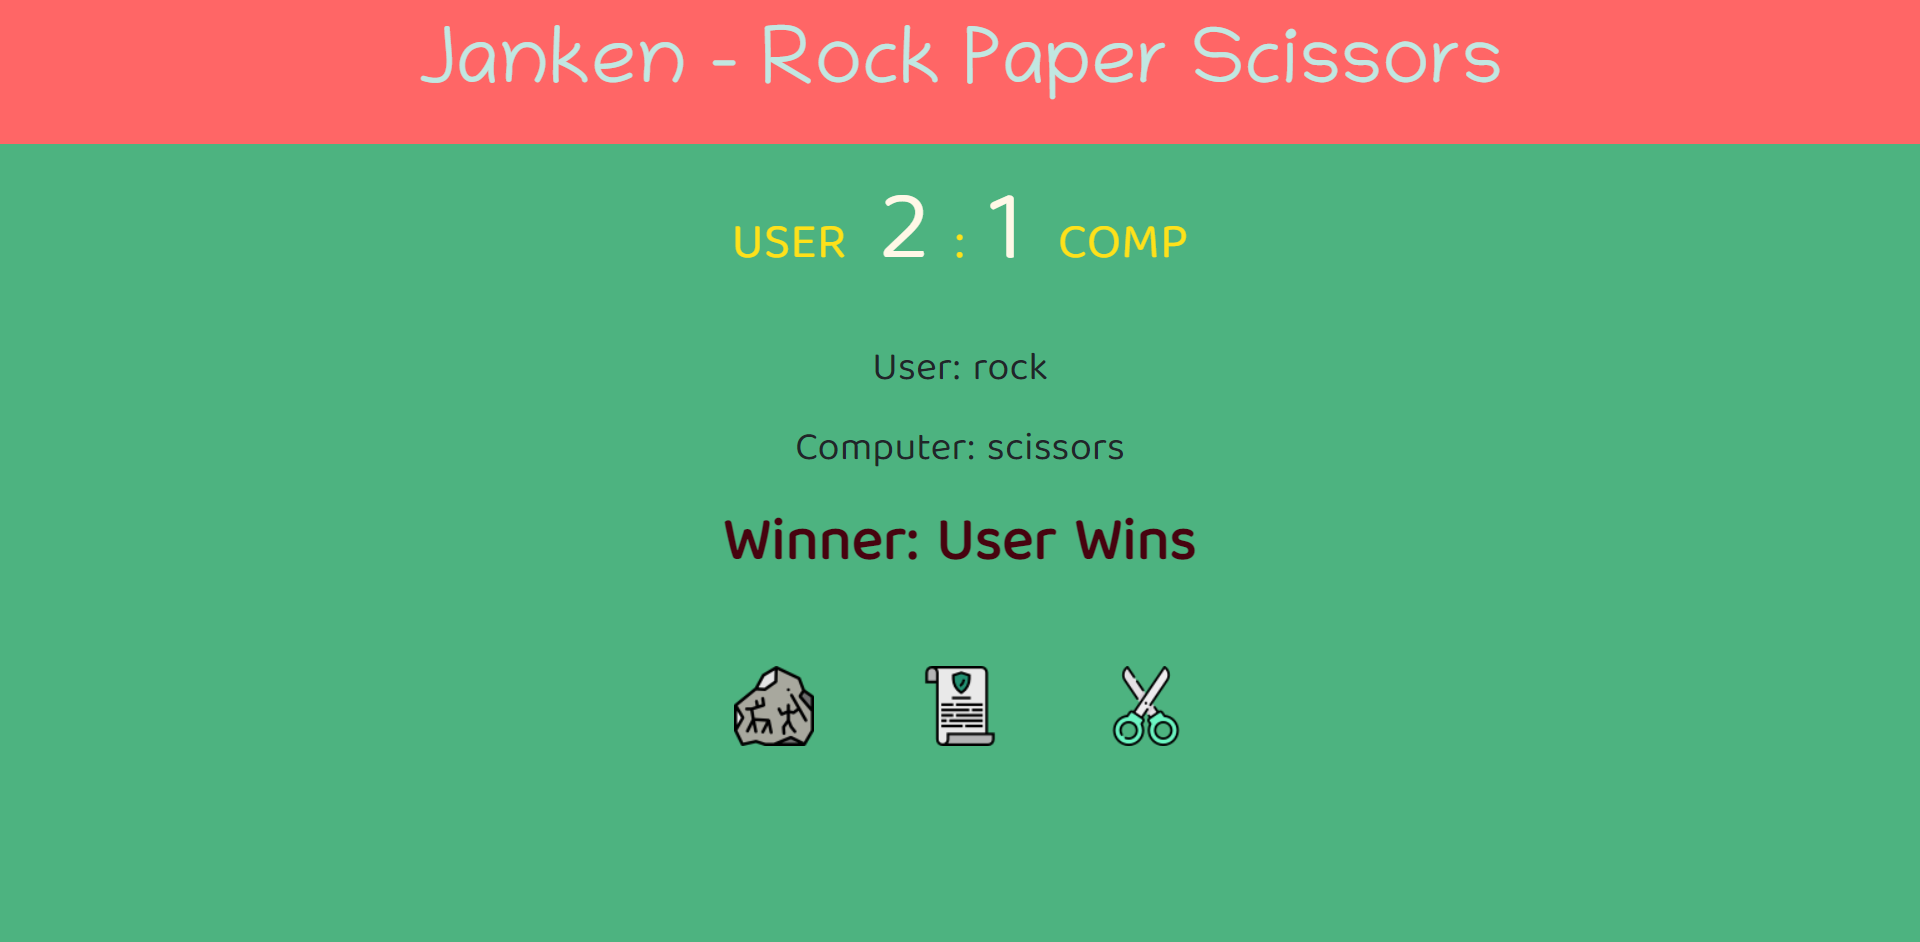 Janken - Rock Paper Scissors
USER 2 : 1 COMP
User: rock
Computer: scissors
Winner: User Wins